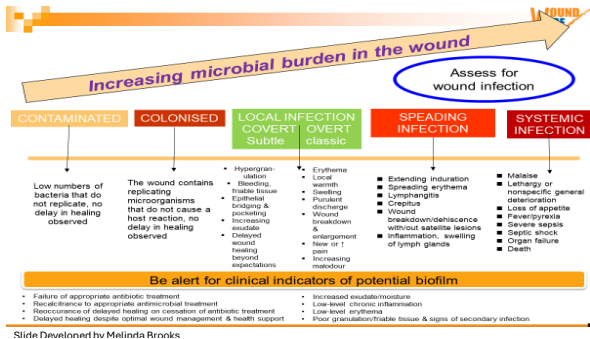 WOUND
Increasing microbial burden in the wound
Assess for
wound infection
CONTAMINATED
COLONISED
LOCAL INFECTION
COVERT OVERT
Subtle classic
SPEADING
INFECTION
SYSTEMIC
INFECTION
Low numbers of
bacteria that do
not replicate, no
delay in healing
observed
The wound contains
replicating
microorganisms
that do not cause a
host reaction, no
delay in healing
observed
• Hypergran-
ulation
• Bleeding,
friable tissue
• Epithelial
bridging &
pocketing
• Increasing
exudate
• Delayed
wound
healing
beyond
expectations
• Erythema
• Local
warmth
• Swelling
• Purulent
discharge
• Wound
breakdown
&
enlargement
• New or ↑
pain
• Increasing
malodour
■ Extending induration
■ Spreading erythema
■ Lymphangitis
■ Crepitus
■ Wound
breakdown/dehiscence
with/out satellite lesions
■ Inflammation, swelling
of lymph glands
■ Malaise
■ Lethargy or
nonspecific general
deterioration
■ Loss of appetite
■ Fever/pyrexia
■ Severe sepsis
■ Septic shock
■ Organ failure
■ Death
Be alert for clinical indicators of potential biofilm
• Failure of appropriate antibiotic treatment
• Recalcitrance to appropriate antimicrobial treatment
• Reoccurance of delayed healing on cessation of antibiotic treatment
• Delayed healing despite optimal wound management & health support
• Increased exudate/moisture
• Low-level chronic inflammation
• Low-level erythema
• Poor granulation/friable tissue & signs of secondary infection
Slide Developed by Melinda Brooks